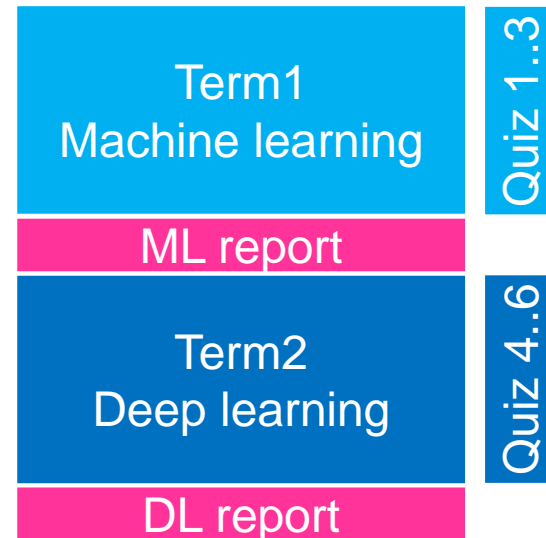 Term1
Machine learning
Quiz 1..3
ML report
Term2
Deep learning
Quiz 4..6
DL report